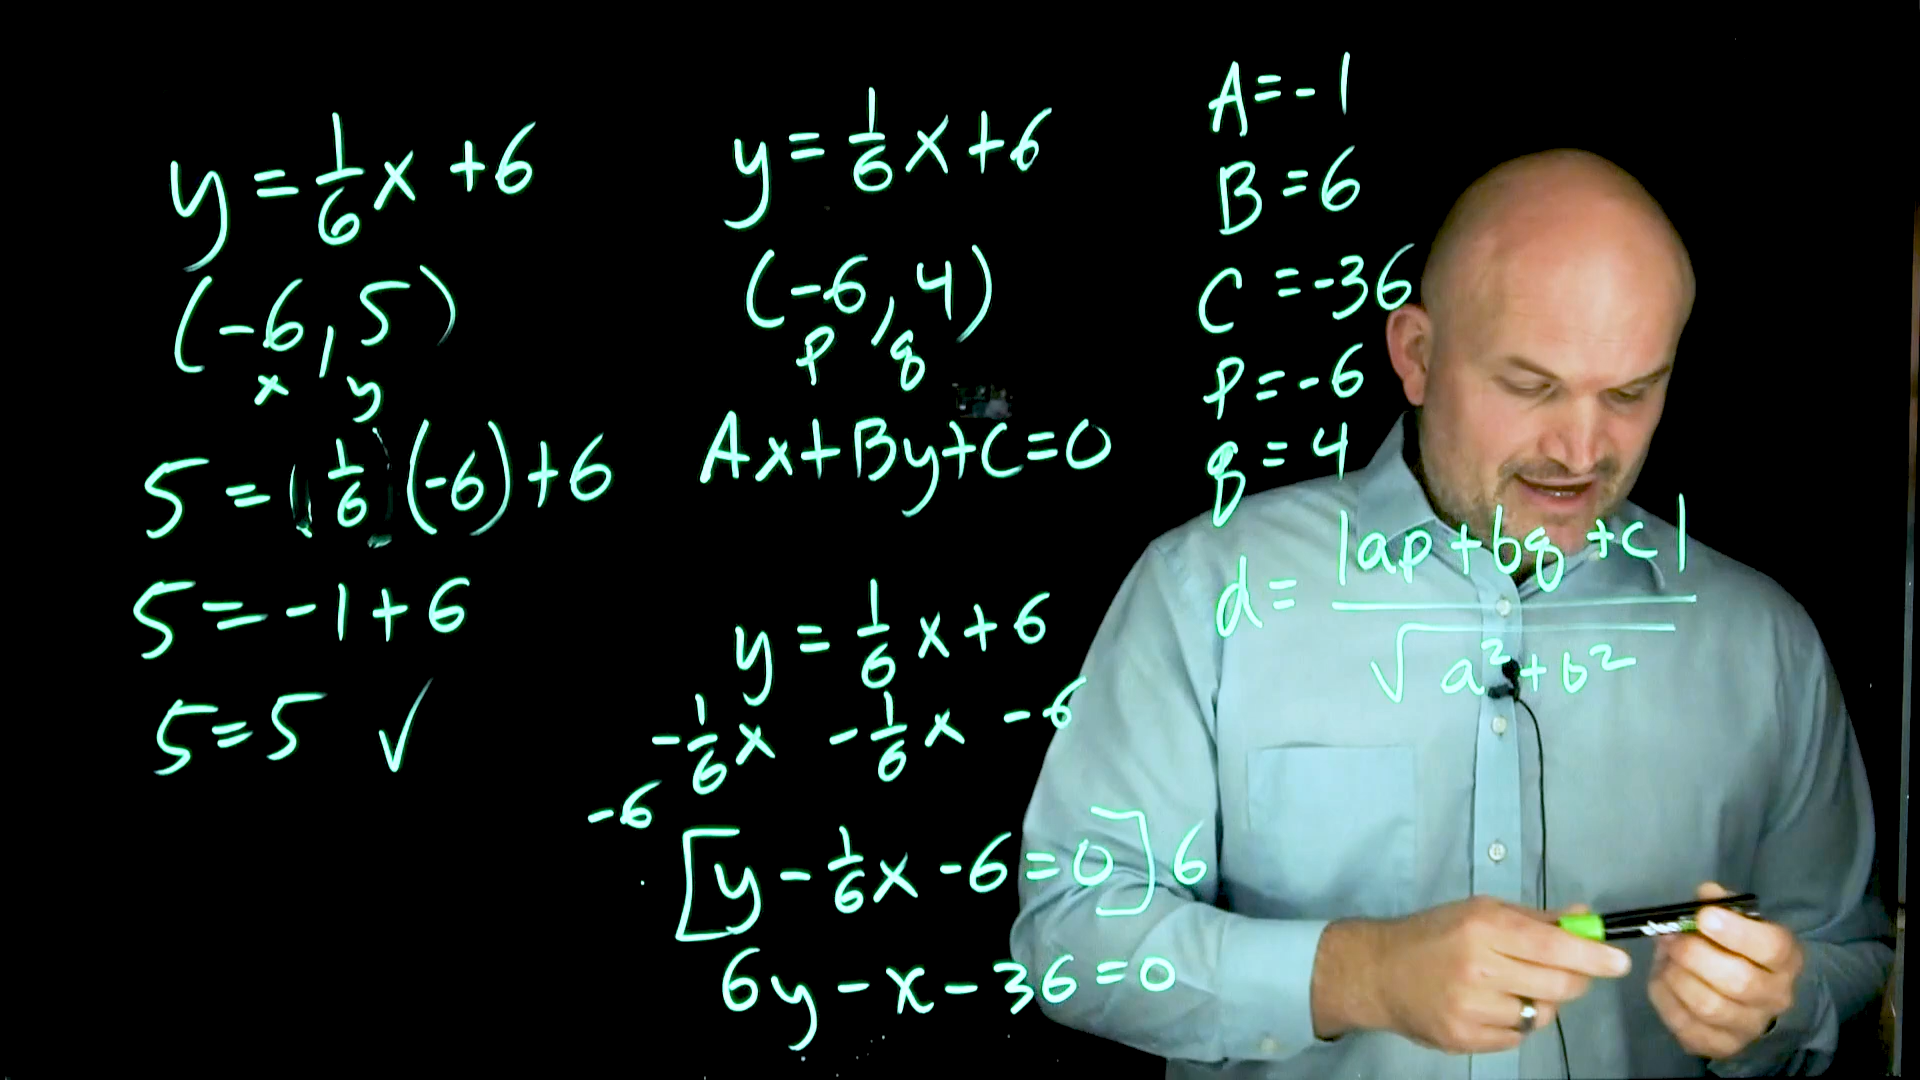 y = 1/6 x + 6
(-6, 5)
x y
5 = 1/6 (-6) + 6
5 = -1 + 6
5 = 5 ✓
y = 1/6 x + 6
(-6, 4)
p q
Ax + By + C = 0
y = 1/6 x + 6
-1/6 x -1/6 x -6
-6
[y - 1/6 x - 6 = 0] 6
6y - x - 36 = 0
A = -1
B = 6
C = -36
P = -6
q = 4
d = |ap + bq + c| / √a² + b²